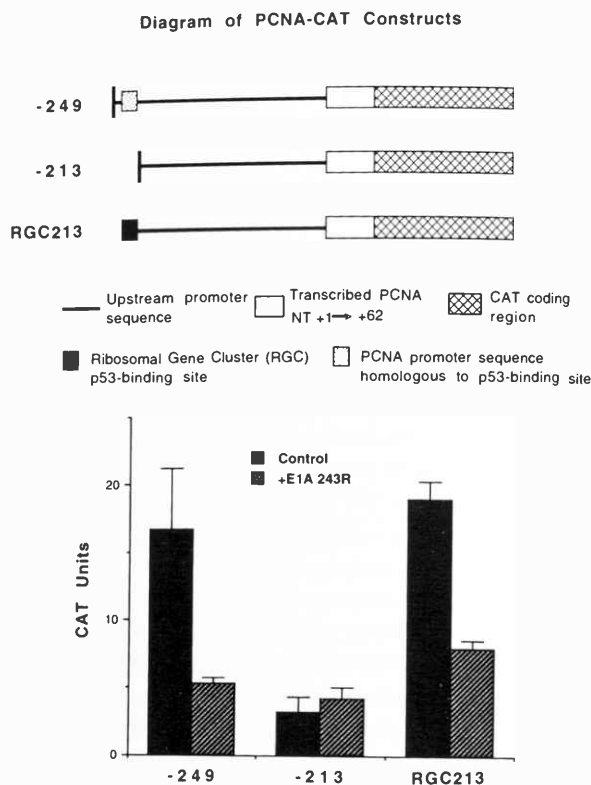 Diagram of PCNA-CAT Constructs
-249
-213
RGC213
Upstream promoter
sequence
Transcribed PCNA
NT +1→ +62
CAT coding
region
Ribosomal Gene Cluster (RGC)
p53-binding site
PCNA promoter sequence
homologous to p53-binding site
Control
+E1A 243R
CAT Units
20
10
0
-249
-213
RGC213